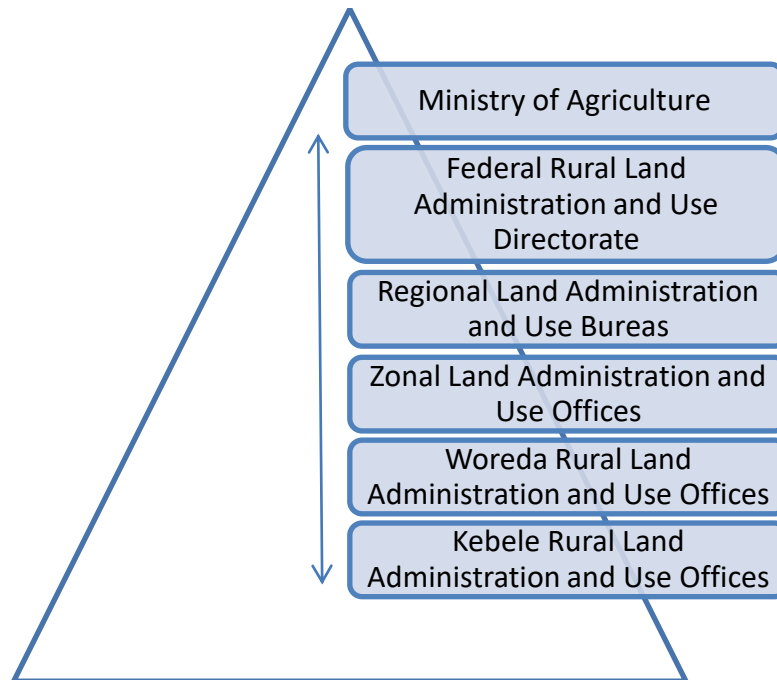 Ministry of Agriculture
Federal Rural Land
Administration and Use
Directorate
Regional Land Administration
and Use Bureas
Zonal Land Administration and
Use Offices
Woreda Rural Land
Administration and Use Offices
Kebele Rural Land
Administration and Use Offices